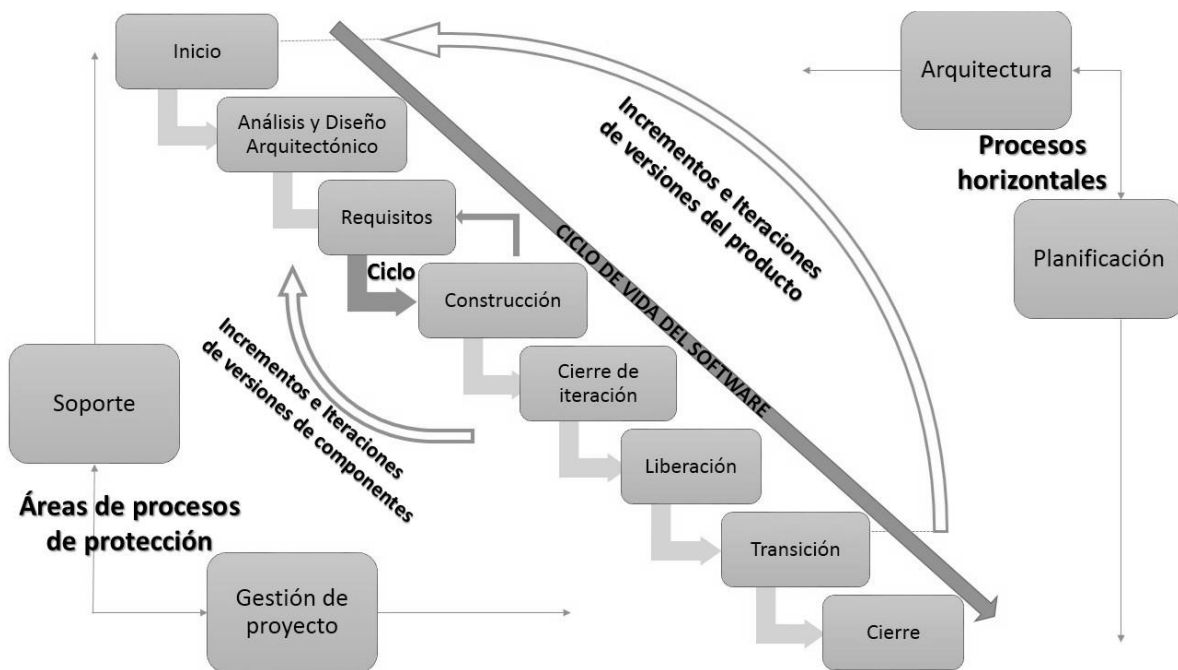 Inicio
Análisis y Diseño
Arquitectónico
Requisitos
Ciclo
Construcción
Cierre de
iteración
Liberación
Transición
Cierre
CICLO DE VIDA DEL SOFTWARE
Incrementos e Iteraciones
de versiones del producto
Incrementos e Iteraciones
de versiones de componentes
Arquitectura
Procesos
horizontales
Planificación
Soporte
Áreas de procesos
de protección
Gestión de
proyecto